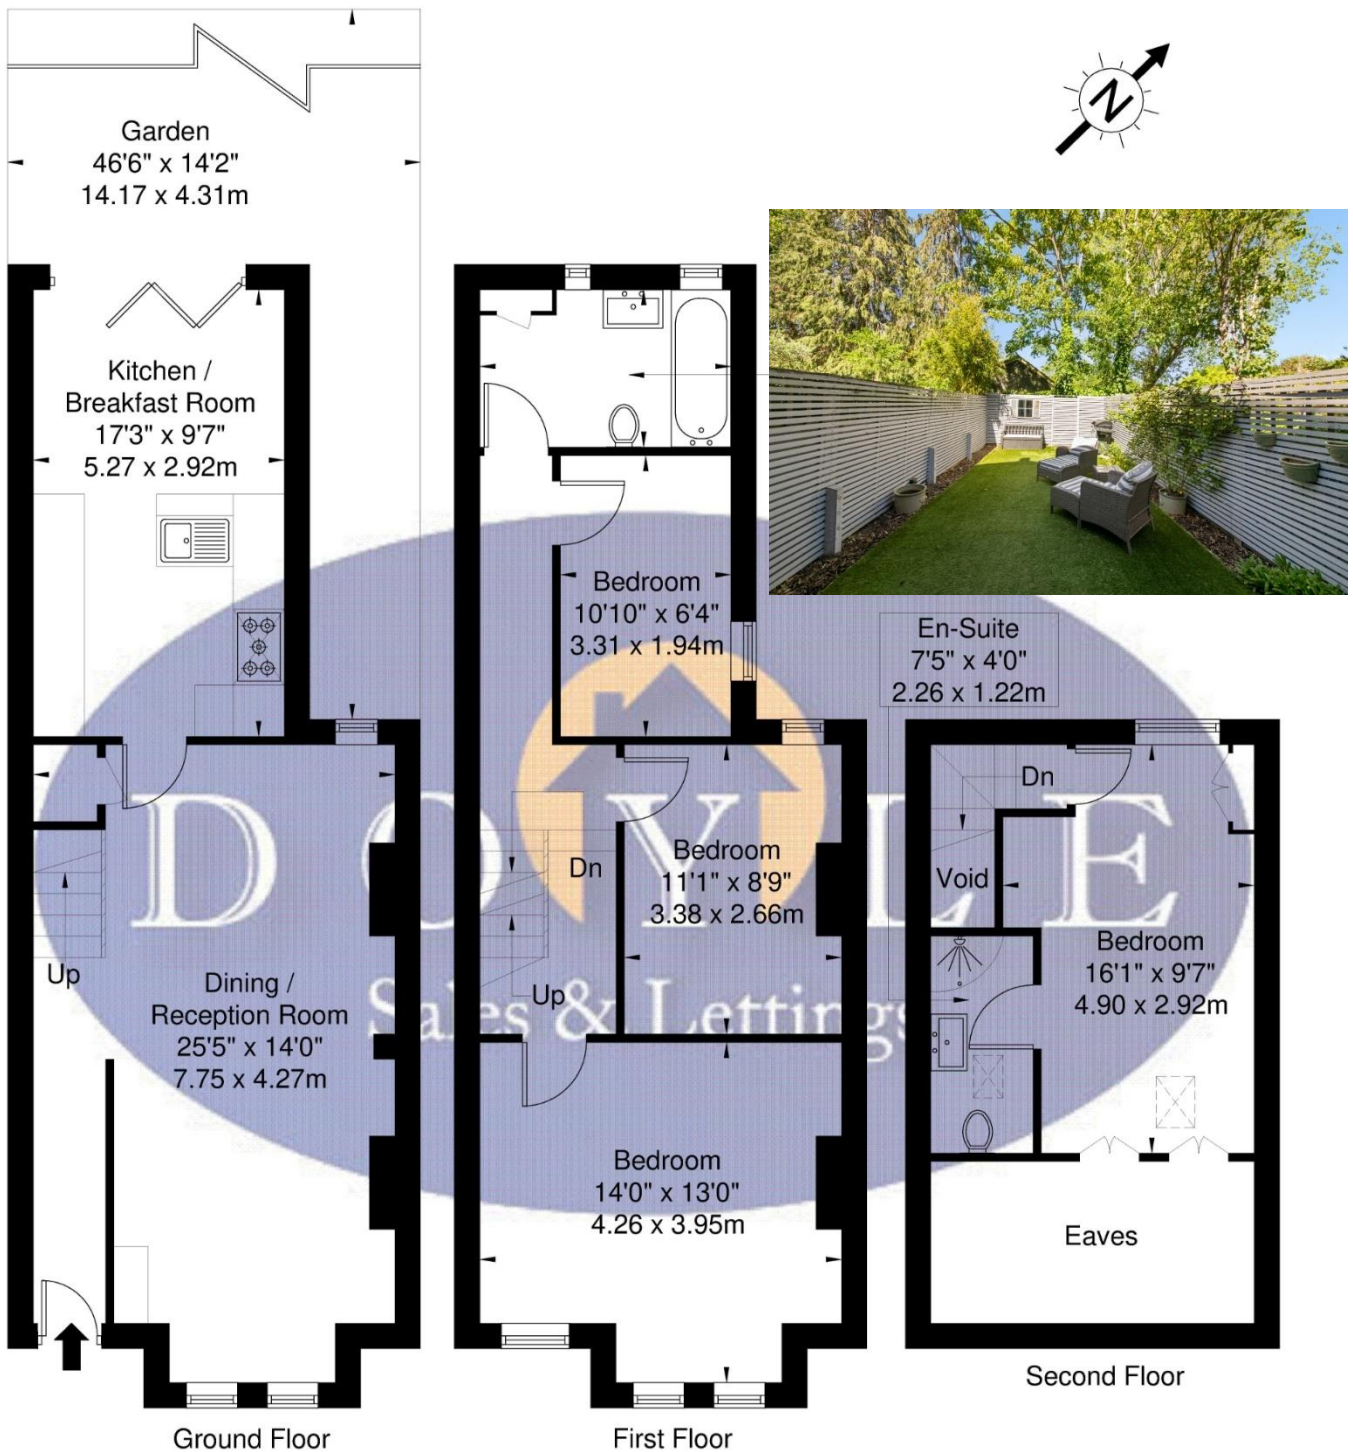 Garden
46'6" x 14'2"
14.17 x 4.31m
N
Kitchen /
Breakfast Room
17'3" x 9'7"
5.27 x 2.92m
Up
Dining /
Reception Room
25'5" x 14'0"
7.75 x 4.27m
Ground Floor
Bedroom
10'10" x 6'4"
3.31 x 1.94m
Dn
Up
Bedroom
11'1" x 8'9"
3.38 x 2.66m
Bedroom
14'0" x 13'0"
4.26 x 3.95m
First Floor
En-Suite
7'5" x 4'0"
2.26 x 1.22m
Dn
Void
Bedroom
16'1" x 9'7"
4.90 x 2.92m
Eaves
Second Floor
DOYLE
Sales & Lettings